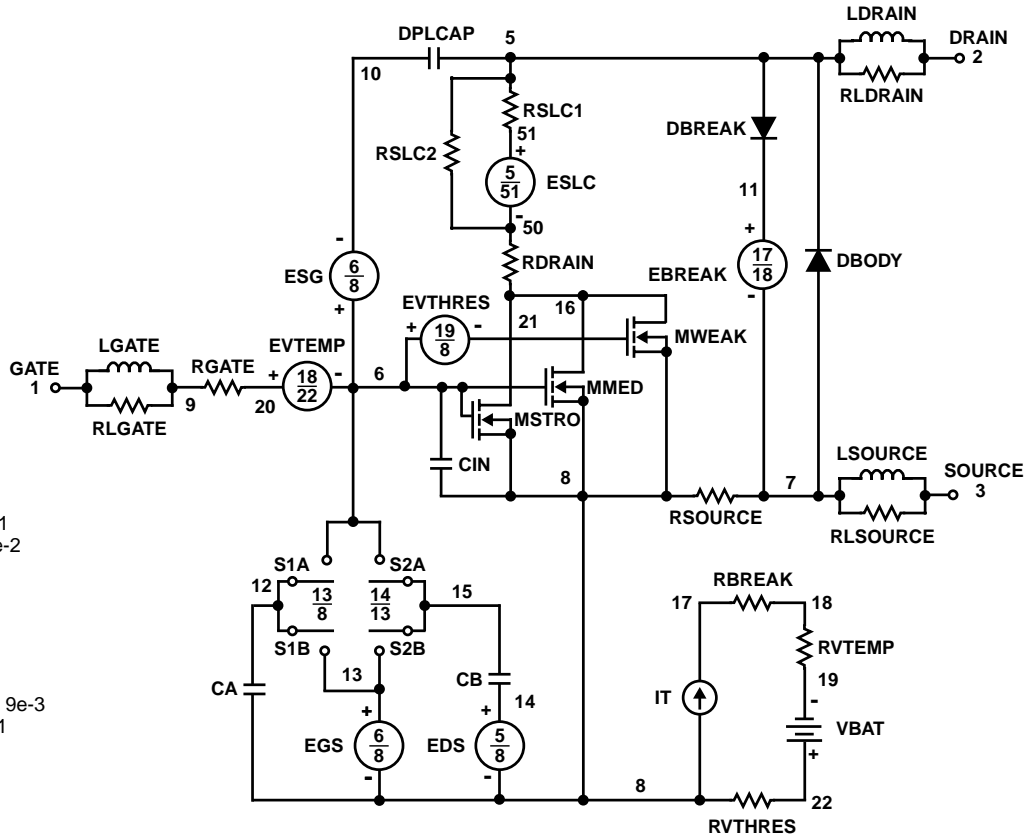 LDRAIN
DPLCAP 5 DRAIN
10 2
RLDRAIN
RSLC1
DBREAK
51
RSLC2 +
5 11
51 ESLC
-
50
- +
RDRAIN 17
6 EBREAK 18 DBODY
ESG 8
EVTHRES 16 -
+ + 19 - 21
8 MWEAK
LGATE EVTEMP
GATE RGATE + 18 - 6
1 22 MMED
9 20
RLGATE MSTRO
LSOURCE
CIN 8 7 SOURCE
3
RSOURCE
RLSOURCE
1
e-2
S1A S2A
12 13 14 15 17 RBREAK 18
8 13
S1B S2B RVTEMP
13 CB 19
CA 14 IT -
9e-3
1 + + VBAT
EGS 6 EDS 5 +
8 8
- - 8
22
RVTHRES